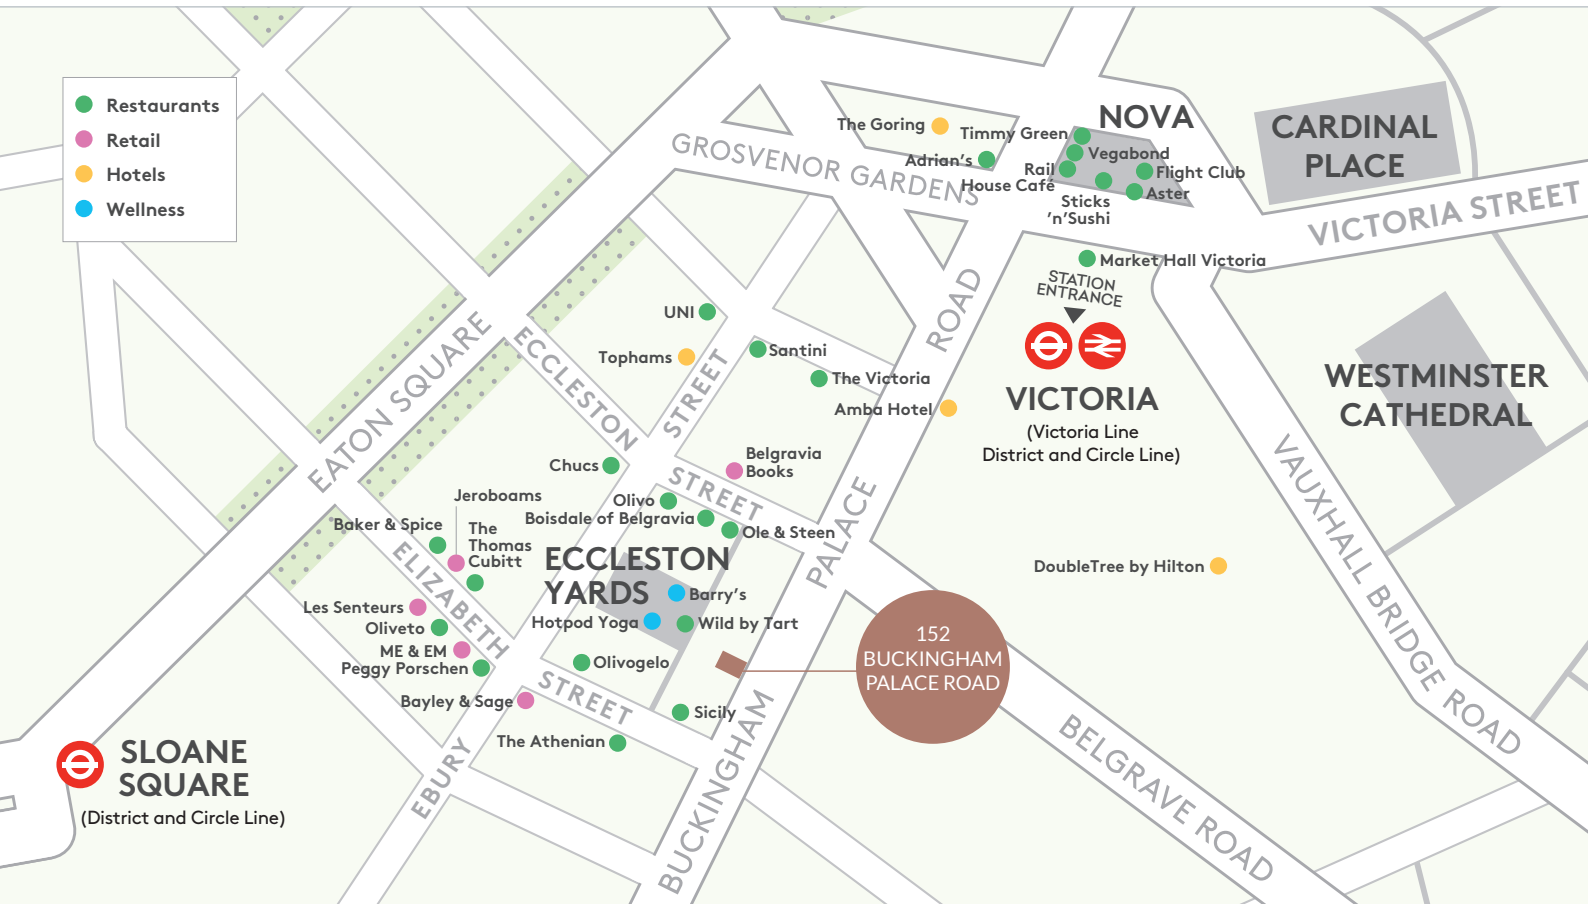 Restaurants
Retail
Hotels
Wellness
NOVA
CARDINAL
PLACE
The Goring
Timmy Green
Adrian's
Vegabond
Rail
House Café
Flight Club
Aster
Sticks
'n'Sushi
GROSVENOR GARDENS
VICTORIA STREET
Market Hall Victoria
STATION
ENTRANCE
VICTORIA
(Victoria Line
District and Circle Line)
WESTMINSTER
CATHEDRAL
UNI
Tophams
Santini
The Victoria
Amba Hotel
EATON SQUARE
ECCLESTON
STREET
STREET
ROAD
PALACE
BUCKINGHAM
Chucs
Belgravia
Books
Olivo
Boisdale of Belgravia
Ole & Steen
Jeroboams
Baker & Spice
The
Thomas
Cubitt
ECCLESTON
YARDS
Barry's
Hotpod Yoga
Wild by Tart
ELIZABETH
STREET
Les Senteurs
Oliveto
ME & EM
Peggy Porschen
Olivogelo
Bayley & Sage
Sicily
The Athenian
EBURY
DoubleTree by Hilton
152
BUCKINGHAM
PALACE ROAD
VAUXHALL BRIDGE ROAD
BELGRAVE ROAD
SLOANE
SQUARE
(District and Circle Line)